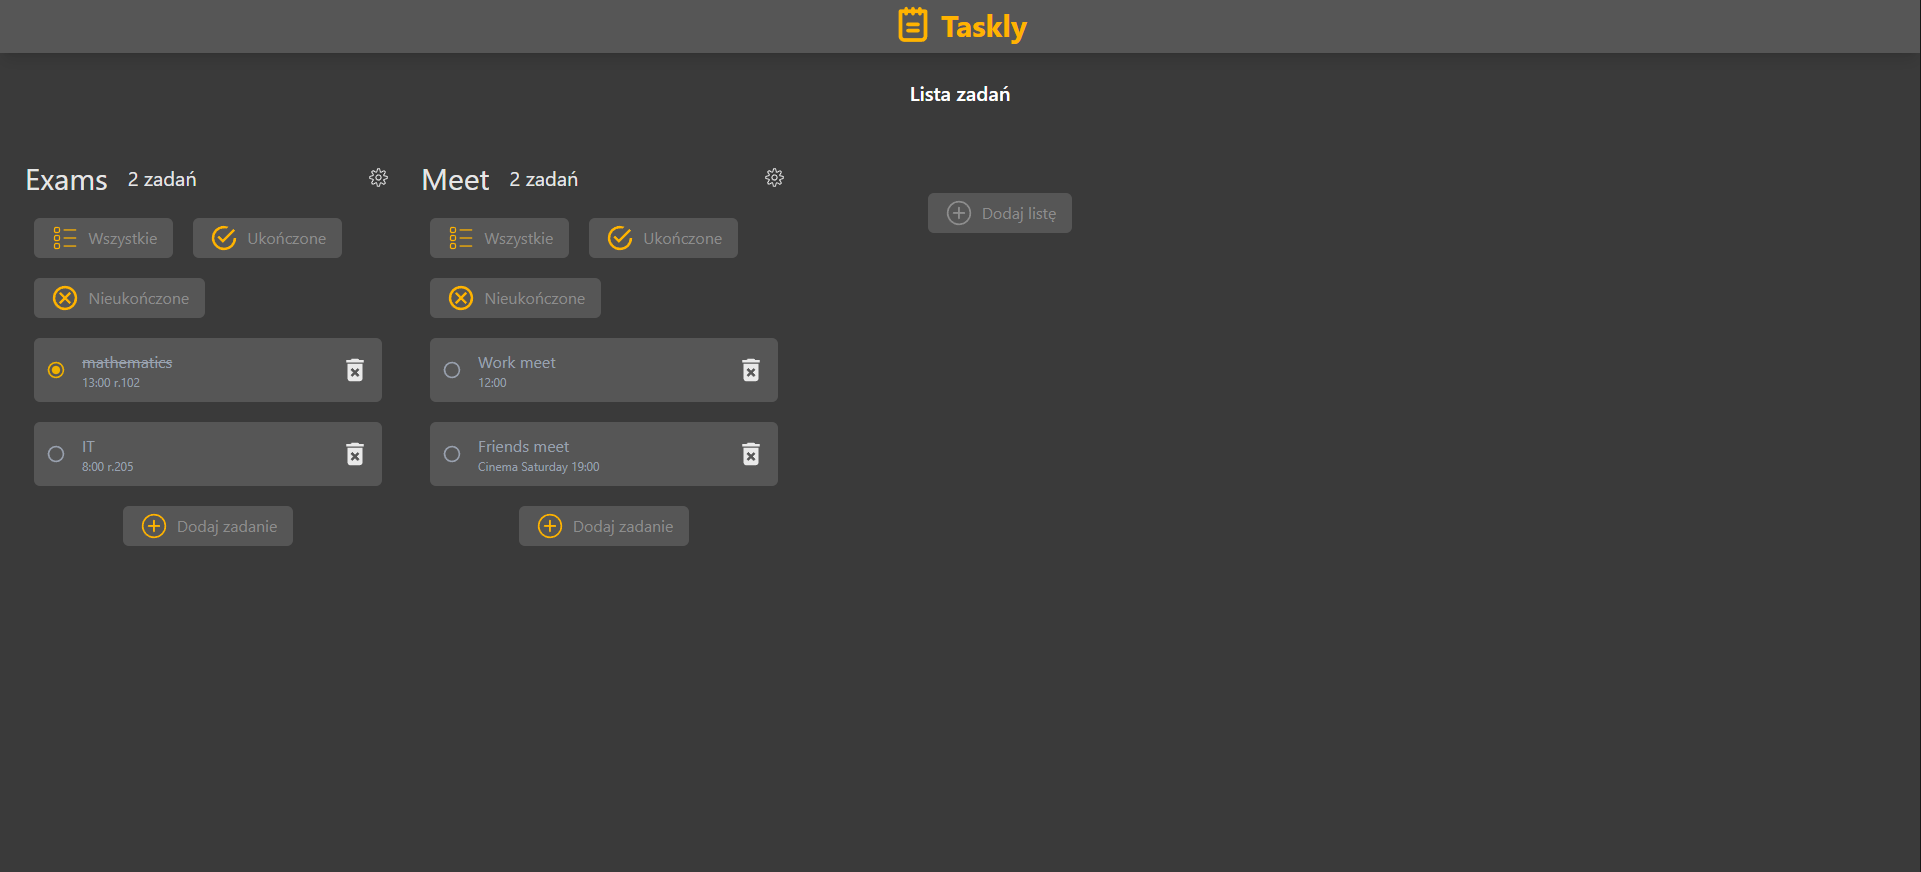 Taskly
Lista zadań
Exams 2 zadań
Wszystkie Ukończone
Nieukończone
mathematics
13:00 r.102
IT
8:00 r.205
Dodaj zadanie
Meet 2 zadań
Wszystkie Ukończone
Nieukończone
Work meet
12:00
Friends meet
Cinema Saturday 19:00
Dodaj zadanie
Dodaj listę